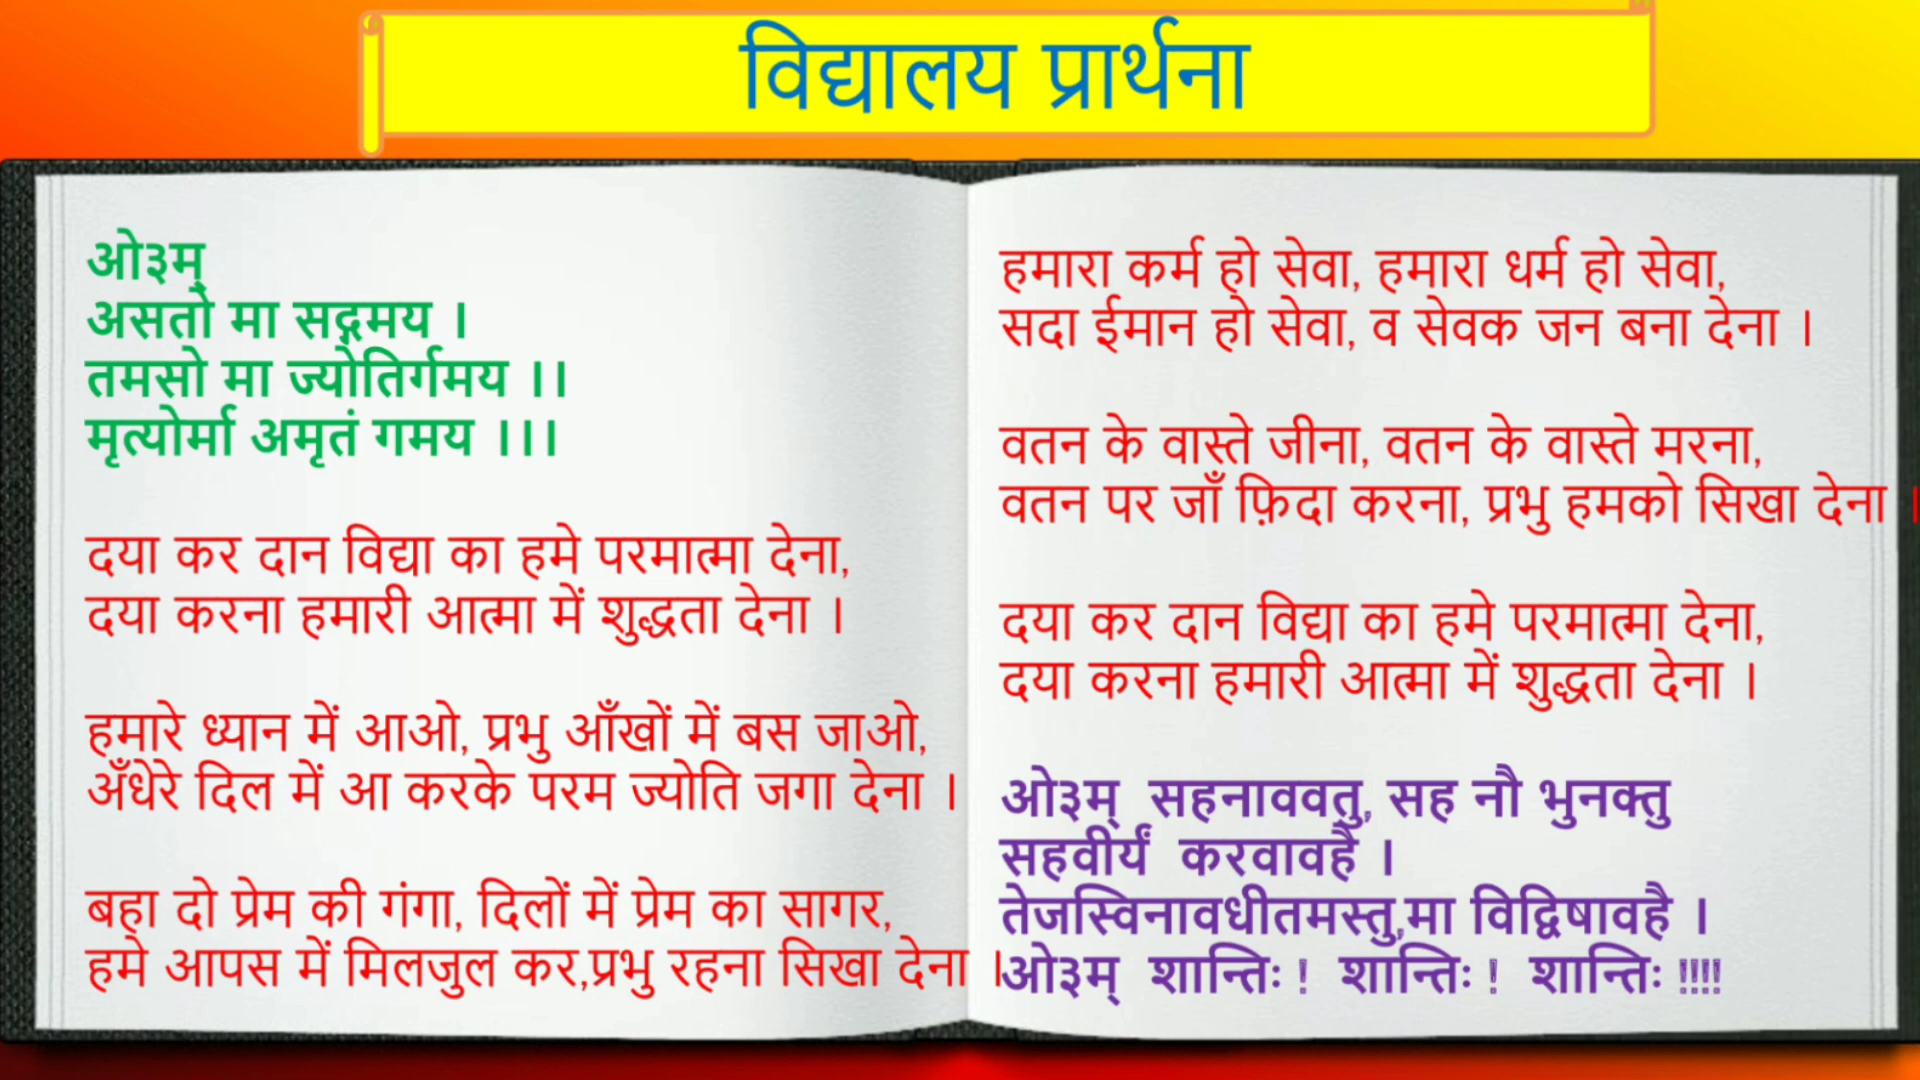 विद्यालय प्रार्थना
ओ३म्
असतो मा सद्गमय ।
तमसो मा ज्योतिर्गमय ।।
मृत्योर्मा अमृतं गमय ।।।
दया कर दान विद्या का हमे परमात्मा देना,
दया करना हमारी आत्मा में शुद्धता देना ।
हमारे ध्यान में आओ, प्रभु आँखों में बस जाओ,
अँधेरे दिल में आ करके परम ज्योति जगा देना ।
बहा दो प्रेम की गंगा, दिलों में प्रेम का सागर,
हमे आपस में मिलजुल कर,प्रभु रहना सिखा देना ।
हमारा कर्म हो सेवा, हमारा धर्म हो सेवा,
सदा ईमान हो सेवा, व सेवक जन बना देना ।
वतन के वास्ते जीना, वतन के वास्ते मरना,
वतन पर जाँ फ़िदा करना, प्रभु हमको सिखा देना ।
दया कर दान विद्या का हमे परमात्मा देना,
दया करना हमारी आत्मा में शुद्धता देना ।
ओ३म् सहनाववतु, सह नौ भुनक्तु
सहवीर्यं करवावहै ।
तेजस्विनावधीतमस्तु,मा विद्विषावहै ।
ओ३म् शान्तिः ! शान्तिः ! शान्तिः !!!!